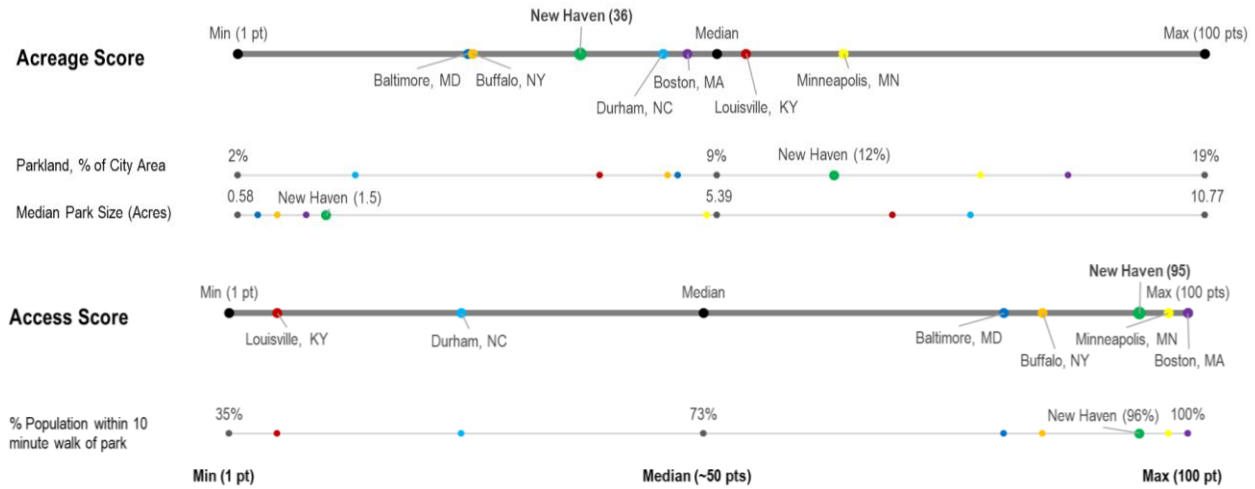 New Haven (36)
Min (1 pt)
Median
Max (100 pts)
Acreage Score
Baltimore, MD
Buffalo, NY
Boston, MA
Minneapolis, MN
Durham, NC
Louisville, KY
Parkland, % of City Area
2%
9%
New Haven (12%)
19%
Median Park Size (Acres)
0.58
New Haven (1.5)
5.39
10.77
New Haven (95)
Min (1 pt)
Median
Max (100 pts)
Access Score
Louisville, KY
Durham, NC
Baltimore, MD
Minneapolis, MN
Buffalo, NY
Boston, MA
% Population within 10
minute walk of park
35%
73%
New Haven (96%)
100%
Min (1 pt)
Median (~50 pts)
Max (100 pt)